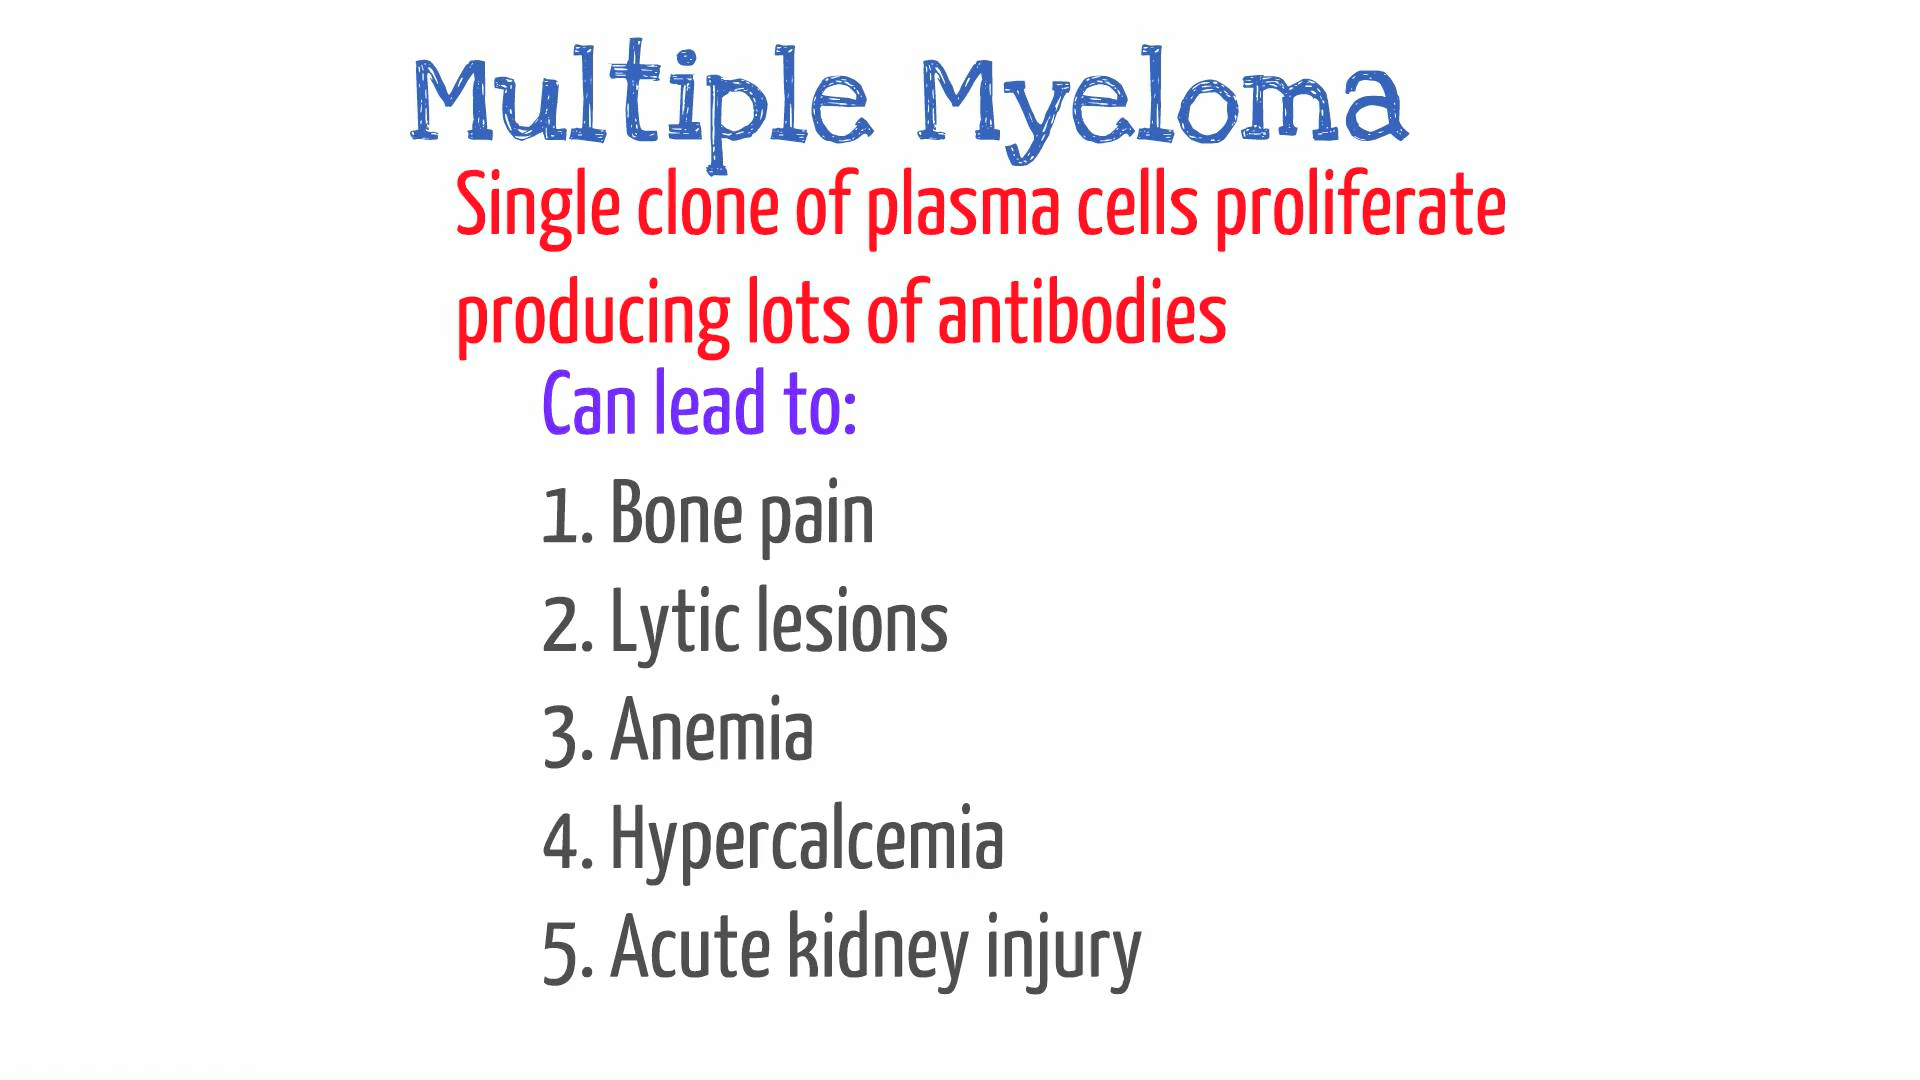 Multiple Myeloma
Single clone of plasma cells proliferate
producing lots of antibodies
Can lead to:
1. Bone pain
2. Lytic lesions
3. Anemia
4. Hypercalcemia
5. Acute kidney injury